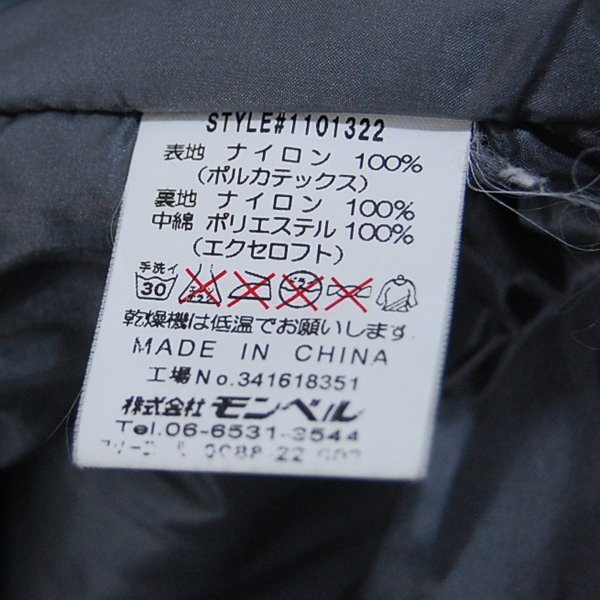 STYLE#1101322
表地 ナイロン 100%
(ポルカテックス)
裏地 ナイロン 100%
中綿 ポリエステル 100%
(エクセロフト)
手洗イ
30
乾燥機は低温でお願いします
MADE IN CHINA
工場No.341618351
株式会社 モンベル
Tel.06-6531-3544
0088-22